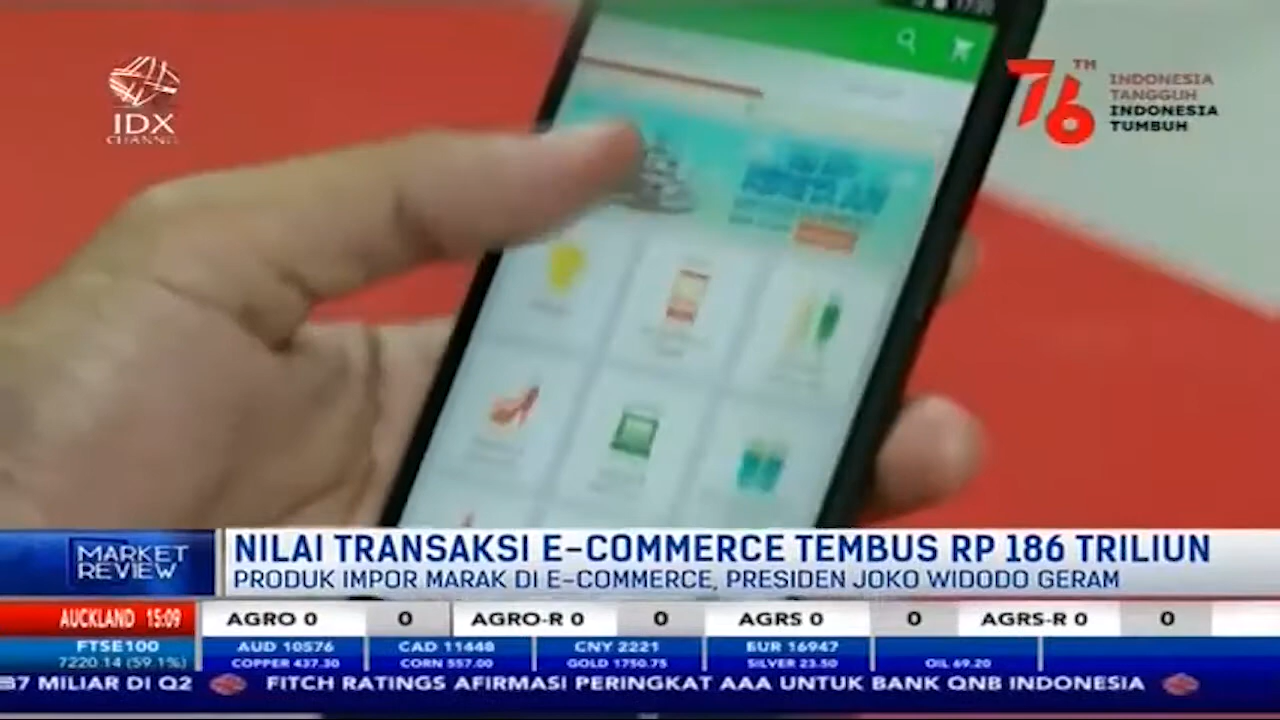 IDX
CHANNEL
76TH
INDONESIA
TANGGUH
INDONESIA
TUMBUH
MARKET
REVIEW
NILAI TRANSAKSI E-COMMERCE TEMBUS RP 186 TRILIUN
PRODUK IMPOR MARAK DI E-COMMERCE, PRESIDEN JOKO WIDODO GERAM
AUCKLAND 15:09
AGRO 0 0 AGRO-R 0 0 AGRS 0 0 AGRS-R 0 0
FTSE100
7220.14 (59.1%)
AUD 10576 CAD 11448 CNY 2221 EUR 16947
COPPER 437.30 CORN 557.00 GOLD 1750.75 SILVER 23.50 OIL 69.20
MILIAR DI Q2 FITCH RATINGS AFIRMASI PERINGKAT AAA UNTUK BANK QNB INDONESIA